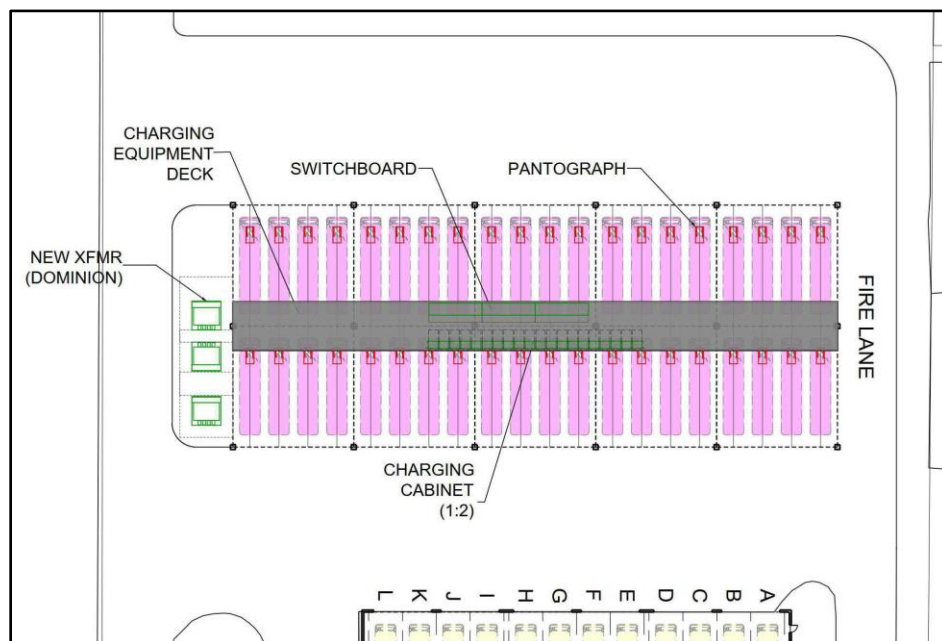 CHARGING
EQUIPMENT
DECK
SWITCHBOARD
PANTOGRAPH
NEW XFMR
(DOMINION)
FIRE LANE
CHARGING
CABINET
(1:2)
L K J I H G F E D C B A